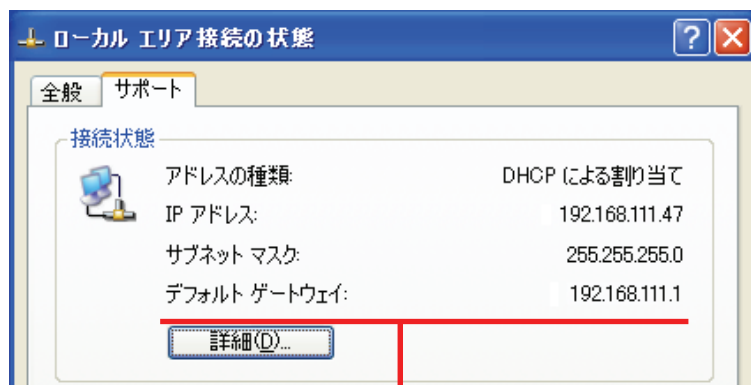 ローカル エリア接続の状態
全般 サポート
接続状態
アドレスの種類: DHCP による割り当て
IP アドレス: 192.168.111.47
サブネット マスク: 255.255.255.0
デフォルト ゲートウェイ: 192.168.111.1
詳細(D)...